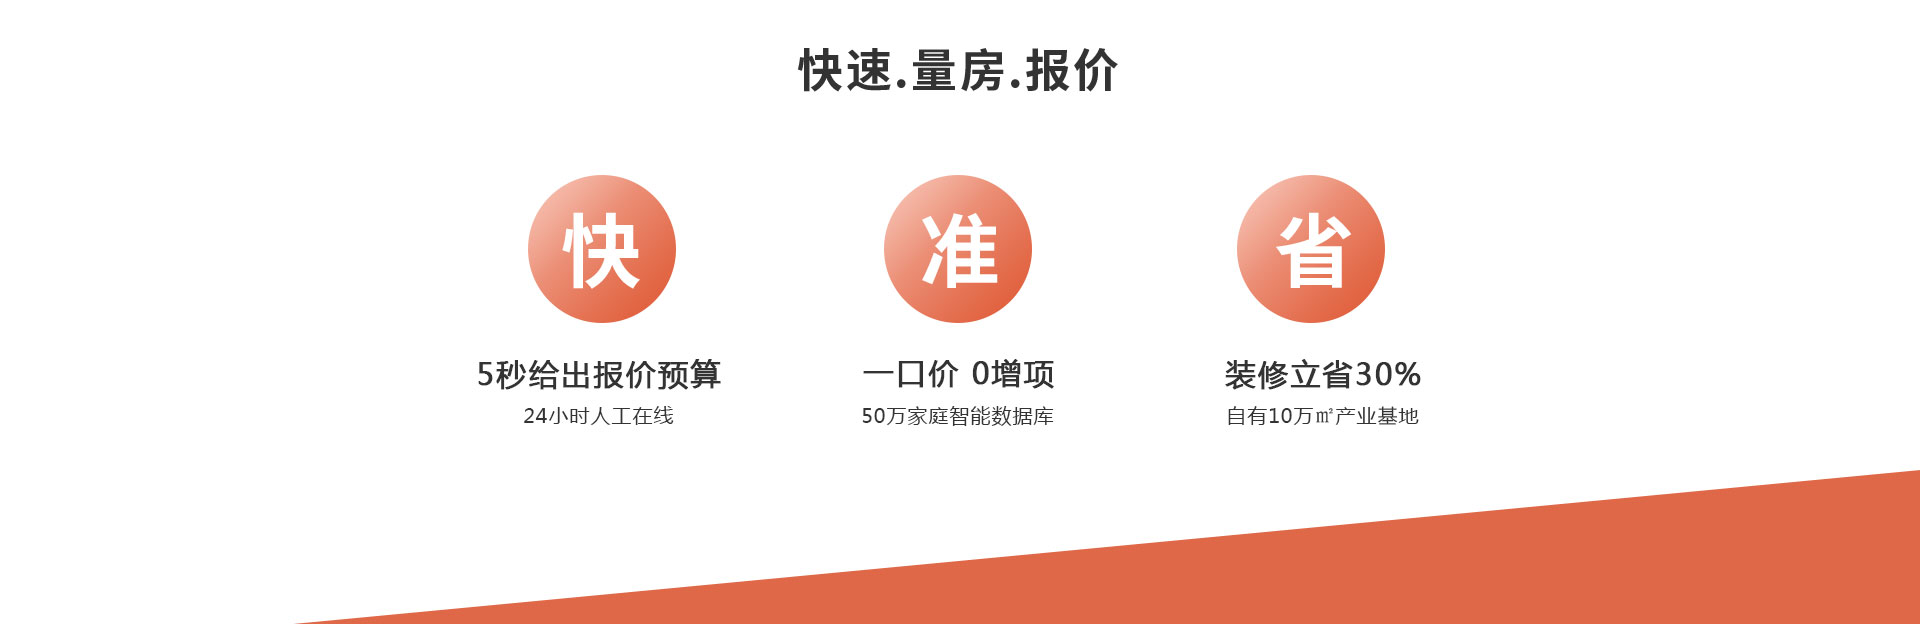 快速.量房.报价
快
准
省
5秒给出报价预算
一口价 0增项
装修立省30%
24小时人工在线
50万家庭智能数据库
自有10万㎡产业基地